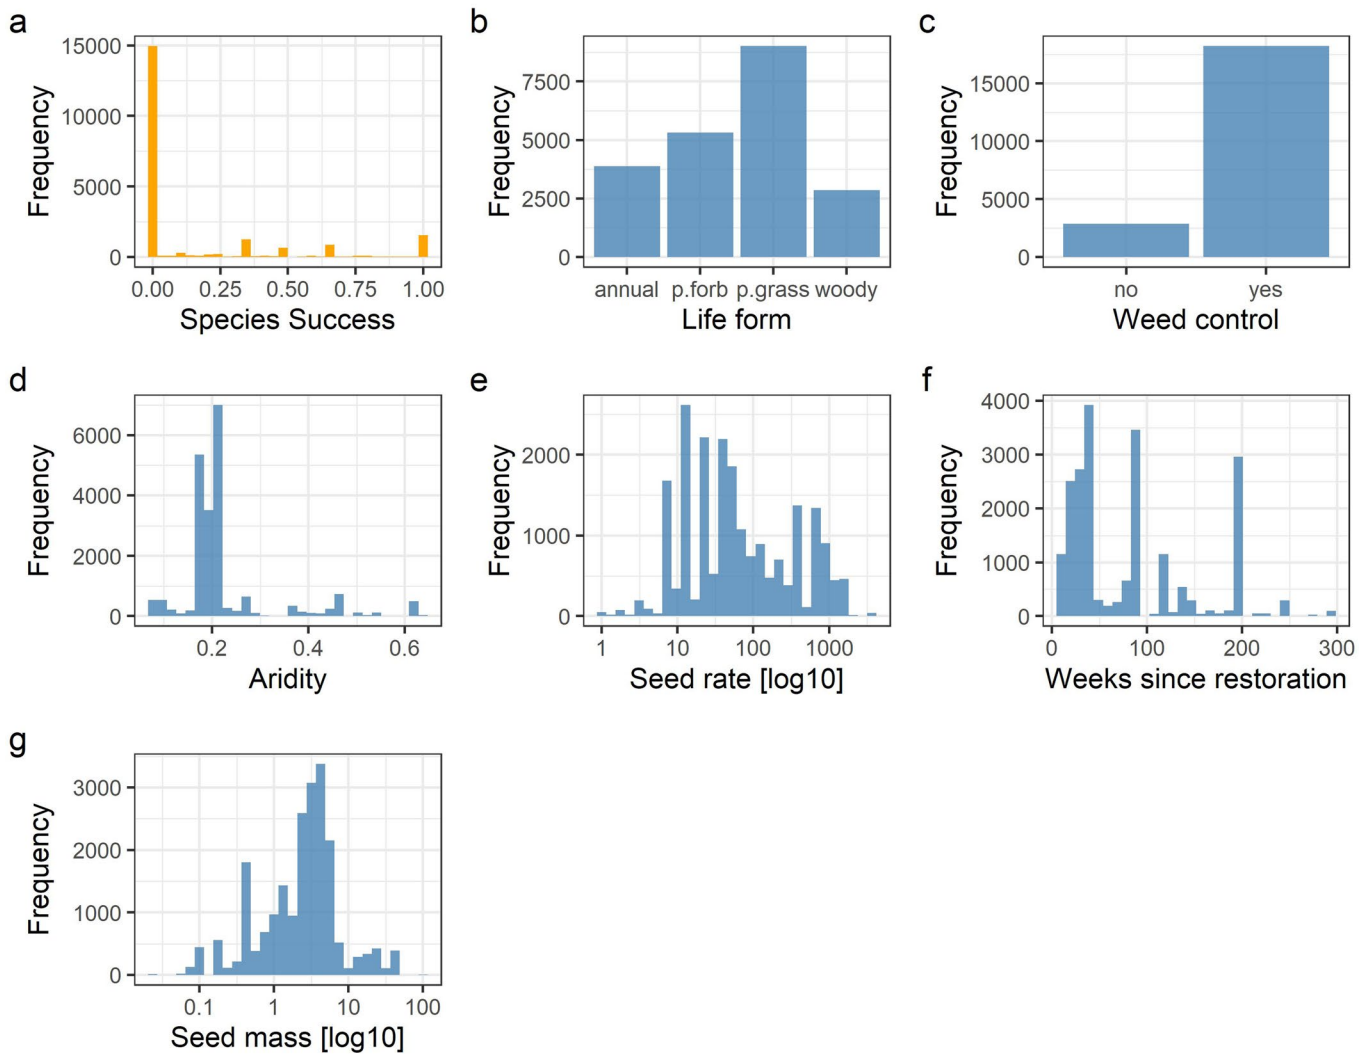 a
15000
10000
5000
0
Frequency
0.00 0.25 0.50 0.75 1.00
Species Success
b
7500
5000
2500
0
Frequency
annual p.forb p.grass woody
Life form
c
15000
10000
5000
0
Frequency
no yes
Weed control
d
6000
4000
2000
0
Frequency
0.2 0.4 0.6
Aridity
e
2000
1000
0
Frequency
1 10 100 1000
Seed rate [log10]
f
4000
3000
2000
1000
0
Frequency
0 100 200 300
Weeks since restoration
g
3000
2000
1000
0
Frequency
0.1 1 10 100
Seed mass [log10]